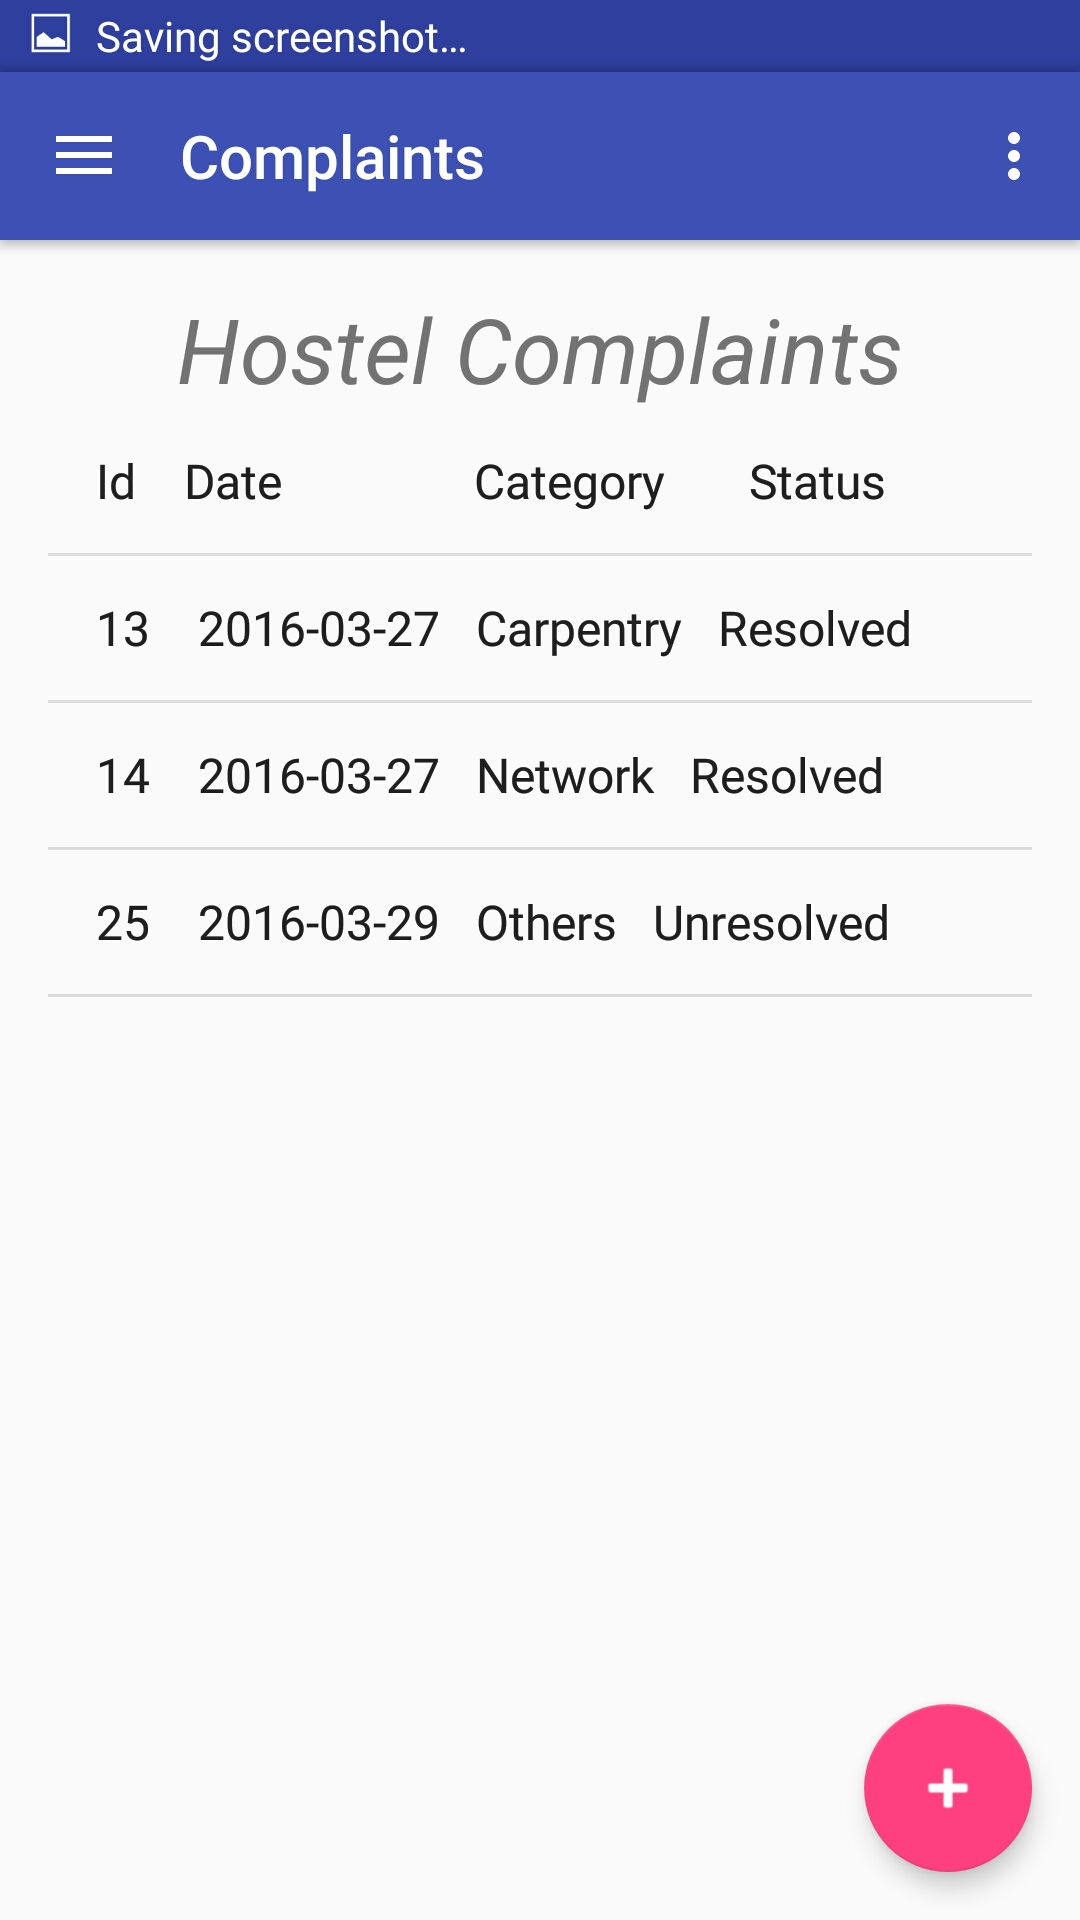 Saving screenshot...
Complaints
Hostel Complaints
Id Date Category Status
13 2016-03-27 Carpentry Resolved
14 2016-03-27 Network Resolved
25 2016-03-29 Others Unresolved